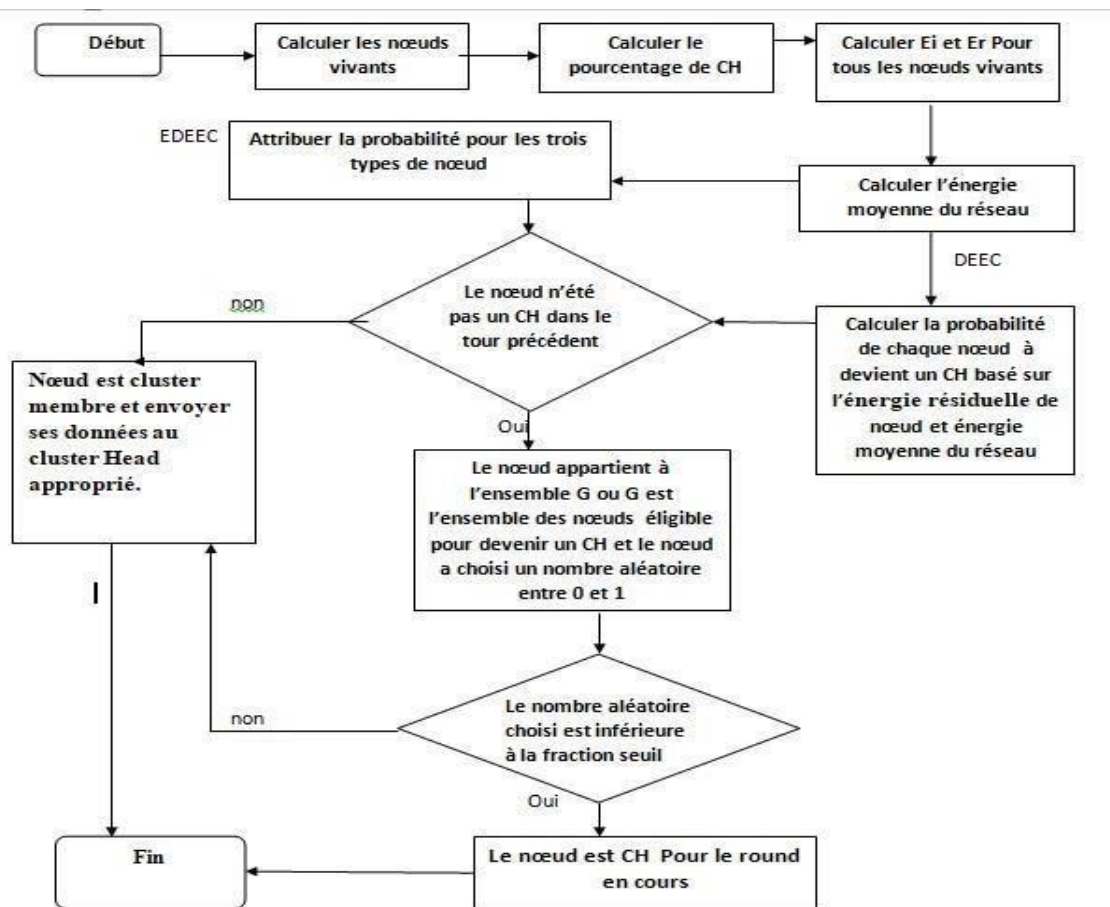 Début
Calculer les nœuds
vivants
Calculer le
pourcentage de CH
Calculer Ei et Er Pour
tous les nœuds vivants
EDEEC
Attribuer la probabilité pour les trois
types de nœud
Calculer l’énergie
moyenne du réseau
DEEC
Le nœud n’été
pas un CH dans le
tour précédent
non
Calculer la probabilité
de chaque nœud à
devient un CH basé sur
l’énergie résiduelle de
nœud et énergie
moyenne du réseau
Nœud est cluster
membre et envoyer
ses données au
cluster Head
approprié.
Oui
Le nœud appartient à
l’ensemble G ou G est
l’ensemble des nœuds éligible
pour devenir un CH et le nœud
a choisi un nombre aléatoire
entre 0 et 1
Le nombre aléatoire
choisi est inférieure
à la fraction seuil
non
Oui
Fin
Le nœud est CH Pour le round
en cours